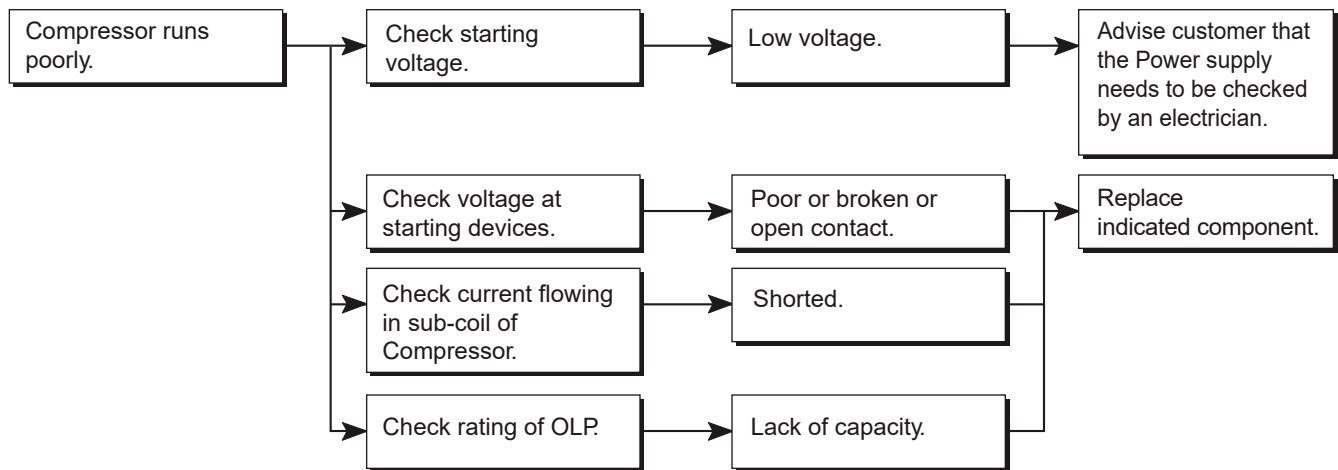 Compressor runs
poorly.
Check starting
voltage.
Low voltage.
Advise customer that
the Power supply
needs to be checked
by an electrician.
Check voltage at
starting devices.
Poor or broken or
open contact.
Replace
indicated component.
Check current flowing
in sub-coil of
Compressor.
Shorted.
Check rating of OLP.
Lack of capacity.